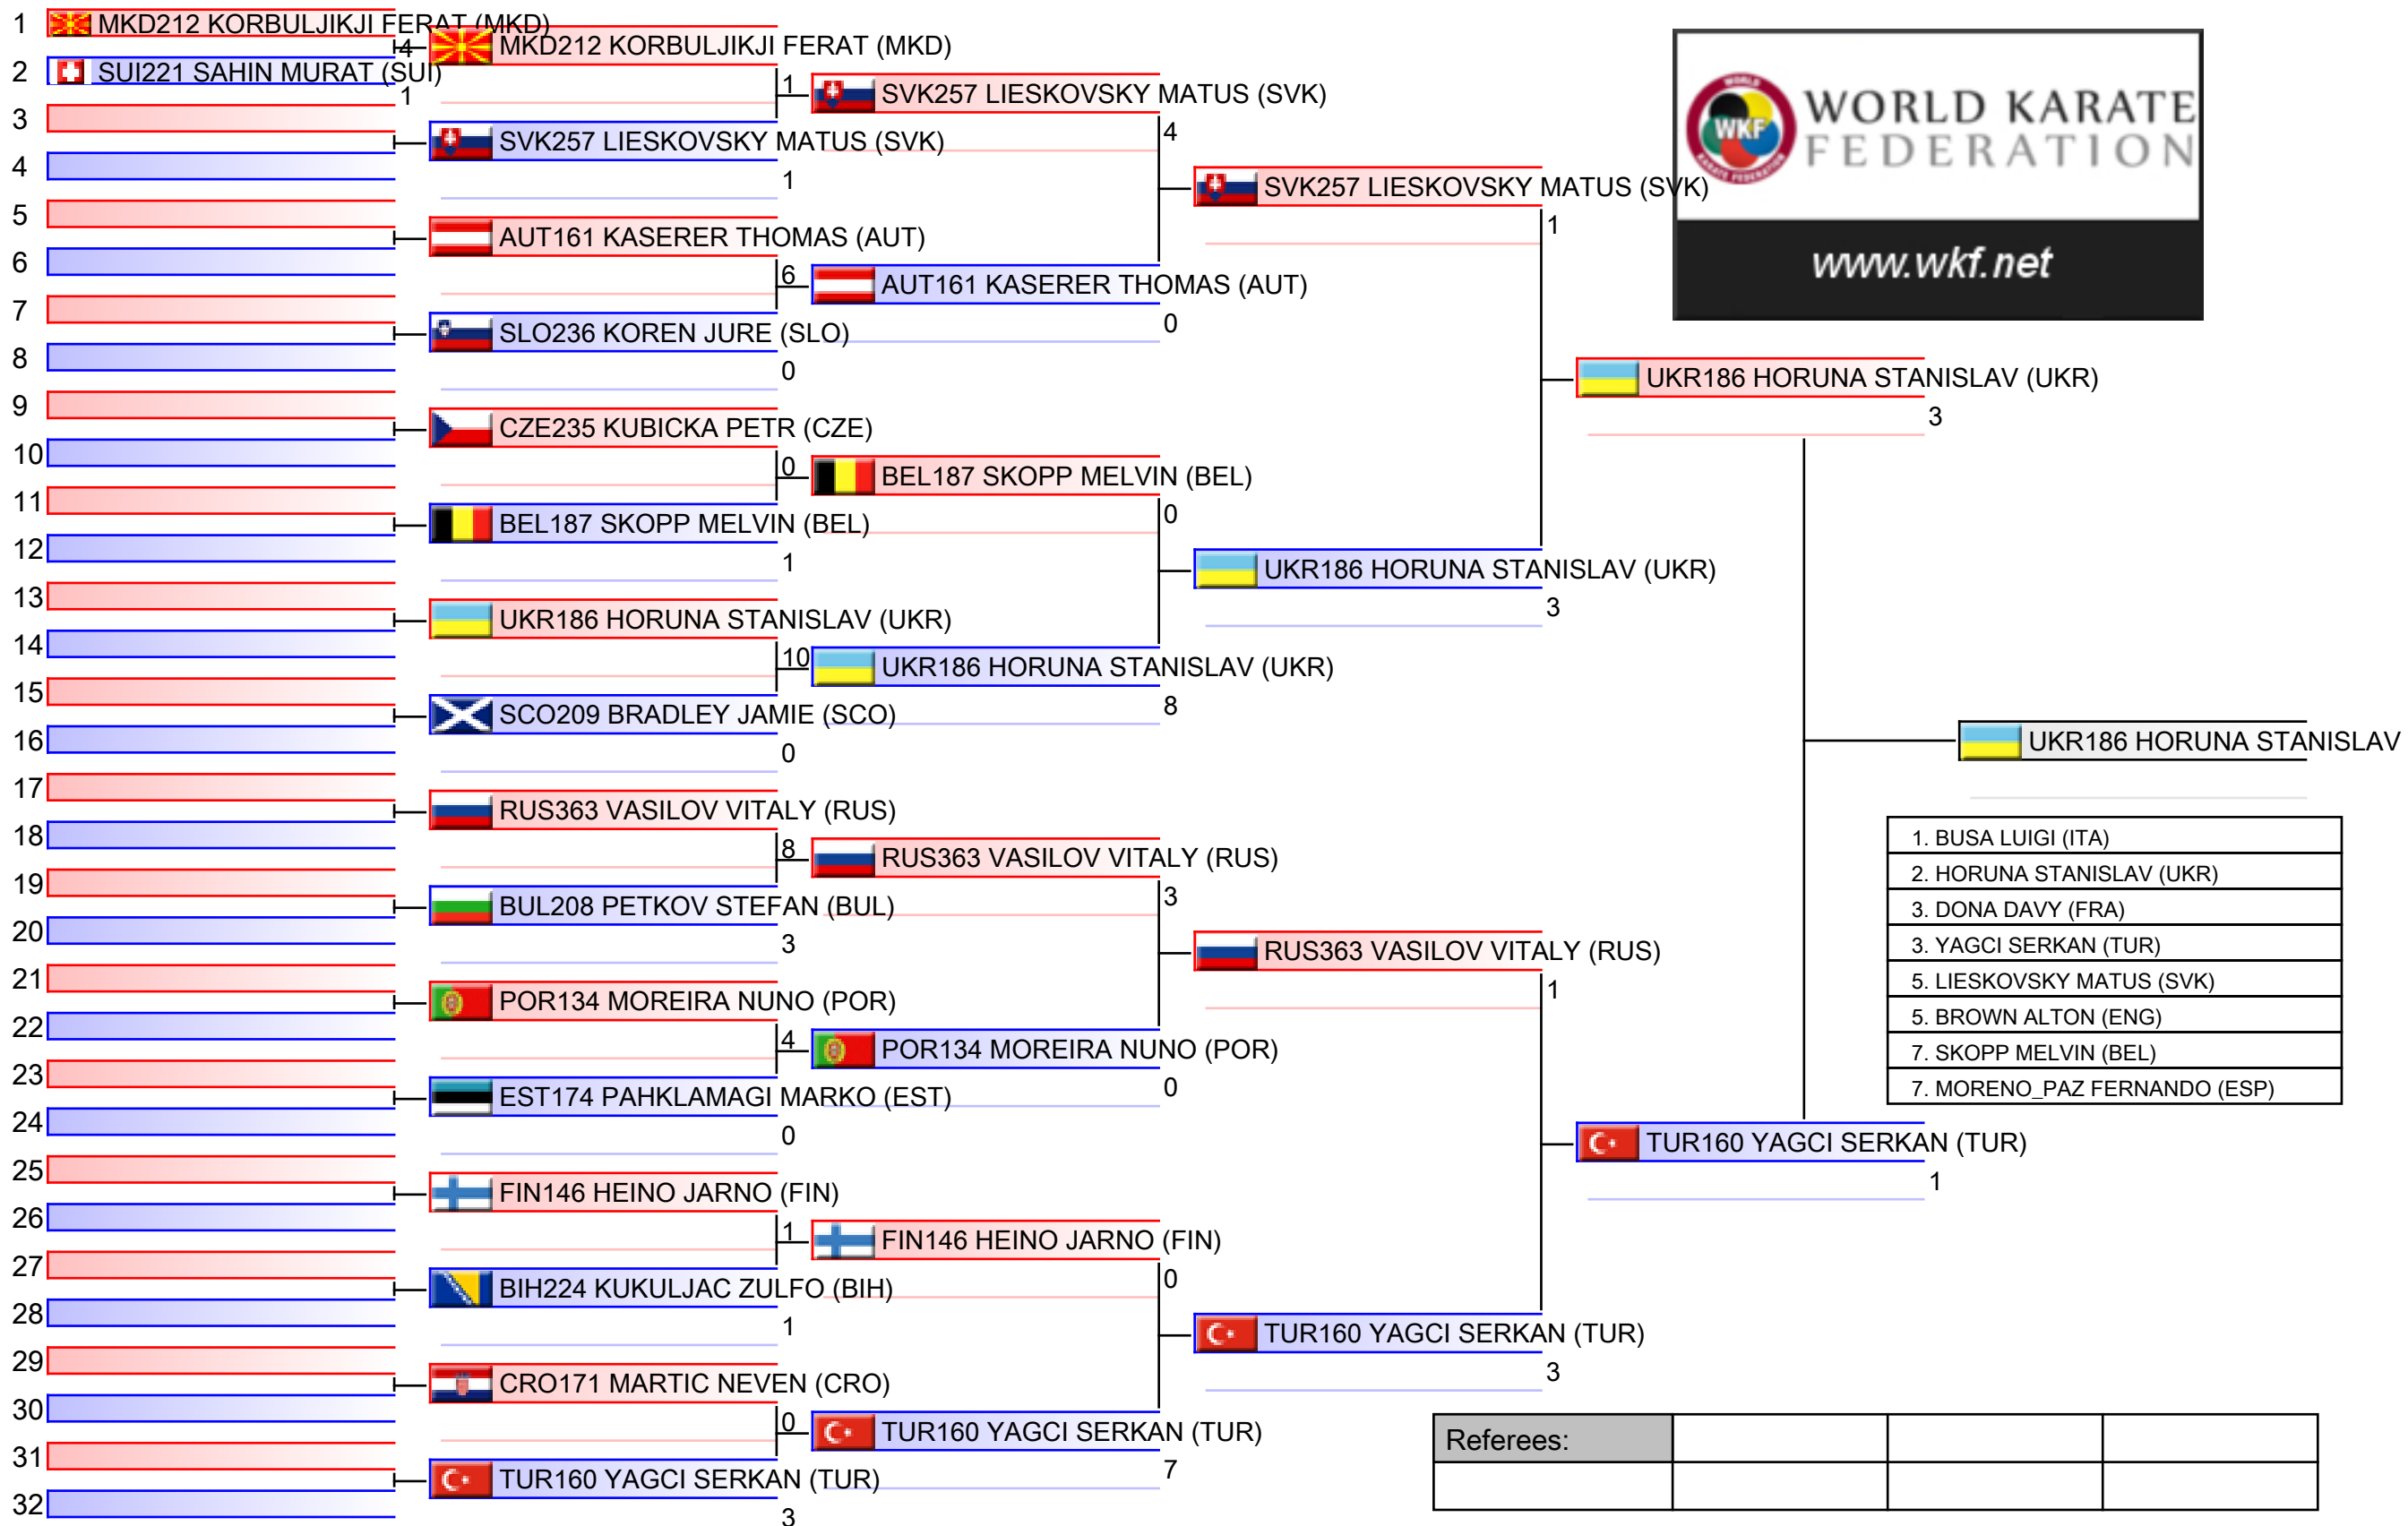 1 MKD212 KORBULJIKJI FERAT (MKD)
4
2 SUI221 SAHIN MURAT (SUI)
1
3
4
5
6
7
8
9
10
11
12
13
14
15
16
17
18
19
20
21
22
23
24
25
26
27
28
29
30
31
32
MKD212 KORBULJIKJI FERAT (MKD)
1
SVK257 LIESKOVSKY MATUS (SVK)
1
AUT161 KASERER THOMAS (AUT)
6
SLO236 KOREN JURE (SLO)
0
CZE235 KUBICKA PETR (CZE)
0
BEL187 SKOPP MELVIN (BEL)
1
UKR186 HORUNA STANISLAV (UKR)
10
SCO209 BRADLEY JAMIE (SCO)
0
RUS363 VASILOV VITALY (RUS)
8
BUL208 PETKOV STEFAN (BUL)
3
POR134 MOREIRA NUNO (POR)
4
EST174 PAHKLAMAGI MARKO (EST)
0
FIN146 HEINO JARNO (FIN)
1
BIH224 KUKULJAC ZULFO (BIH)
1
CRO171 MARTIC NEVEN (CRO)
0
TUR160 YAGCI SERKAN (TUR)
3
SVK257 LIESKOVSKY MATUS (SVK)
4
AUT161 KASERER THOMAS (AUT)
0
BEL187 SKOPP MELVIN (BEL)
0
UKR186 HORUNA STANISLAV (UKR)
8
RUS363 VASILOV VITALY (RUS)
3
POR134 MOREIRA NUNO (POR)
0
FIN146 HEINO JARNO (FIN)
0
TUR160 YAGCI SERKAN (TUR)
7
SVK257 LIESKOVSKY MATUS (SVK)
1
UKR186 HORUNA STANISLAV (UKR)
3
RUS363 VASILOV VITALY (RUS)
1
TUR160 YAGCI SERKAN (TUR)
3
UKR186 HORUNA STANISLAV (UKR)
3
TUR160 YAGCI SERKAN (TUR)
1
UKR186 HORUNA STANISLAV
WORLD
WKF
KARATE FEDERATION
WORLD KARATE
FEDERATION
www.wkf.net
1. BUSA LUIGI (ITA)
2. HORUNA STANISLAV (UKR)
3. DONA DAVY (FRA)
3. YAGCI SERKAN (TUR)
5. LIESKOVSKY MATUS (SVK)
5. BROWN ALTON (ENG)
7. SKOPP MELVIN (BEL)
7. MORENO_PAZ FERNANDO (ESP)
Referees: